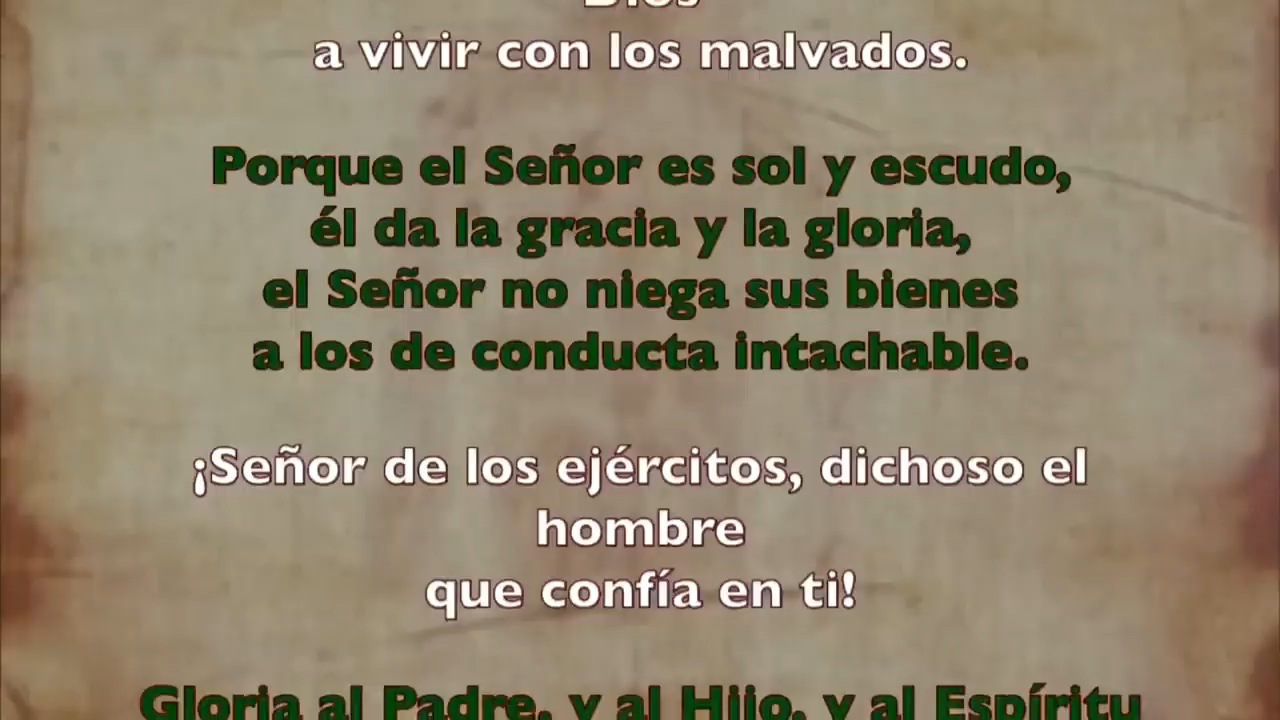 Dios
a vivir con los malvados.
Porque el Señor es sol y escudo,
él da la gracia y la gloria,
el Señor no niega sus bienes
a los de conducta intachable.
¡Señor de los ejércitos, dichoso el
hombre
que confía en ti!
Gloria al Padre, y al Hijo, y al Espíritu